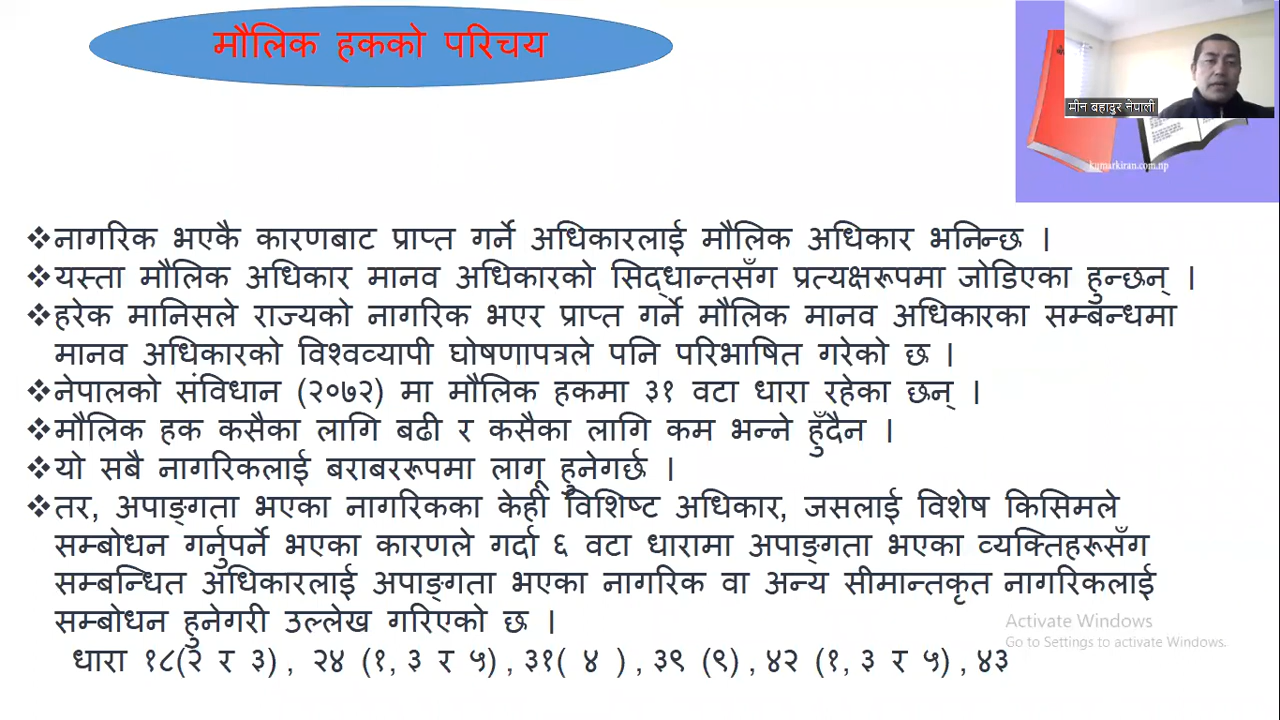 मौलिक हकको परिचय
मीन बहादुर नेपाली
kumarkiran.com.np
❖नागरिक भएकै कारणबाट प्राप्त गर्ने अधिकारलाई मौलिक अधिकार भनिन्छ ।
❖यस्ता मौलिक अधिकार मानव अधिकारको सिद्धान्तसँग प्रत्यक्षरूपमा जोडिएका हुन्छन् ।
❖हरेक मानिसले राज्यको नागरिक भएर प्राप्त गर्ने मौलिक मानव अधिकारका सम्बन्धमा
मानव अधिकारको विश्वव्यापी घोषणापत्रले पनि परिभाषित गरेको छ ।
❖नेपालको संविधान (२०७२) मा मौलिक हकमा ३१ वटा धारा रहेका छन् ।
❖मौलिक हक कसैका लागि बढी र कसैका लागि कम भन्ने हुँदैन ।
❖यो सबै नागरिकलाई बराबररूपमा लागू हुनेगर्छ ।
❖तर, अपाङ्गता भएका नागरिकका केही विशिष्ट अधिकार, जसलाई विशेष किसिमले
सम्बोधन गर्नुपर्ने भएका कारणले गर्दा ६ वटा धारामा अपाङ्गता भएका व्यक्तिहरूसँग
सम्बन्धित अधिकारलाई अपाङ्गता भएका नागरिक वा अन्य सीमान्तकृत नागरिकलाई
सम्बोधन हुनेगरी उल्लेख गरिएको छ ।
धारा १८(२ र ३) , २४ (१, ३ र ५) , ३१( ४ ) , ३९ (९) , ४२ (१, ३ र ५) , ४३
Activate Windows
Go to Settings to activate Windows.